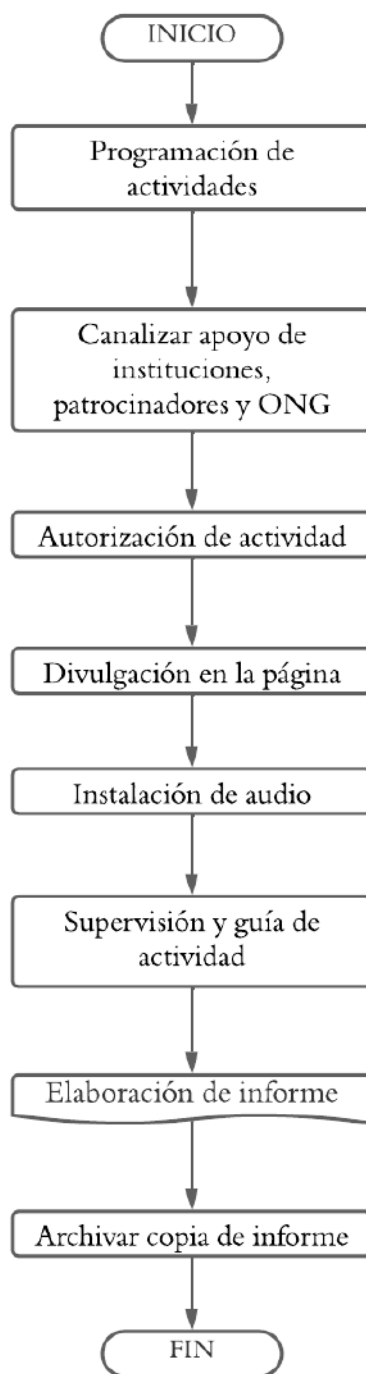 INICIO
Programación de
actividades
Canalizar apoyo de
instituciones,
patrocinadores y ONG
Autorización de actividad
Divulgación en la página
Instalación de audio
Supervisión y guía de
actividad
Elaboración de informe
Archivar copia de informe
FIN